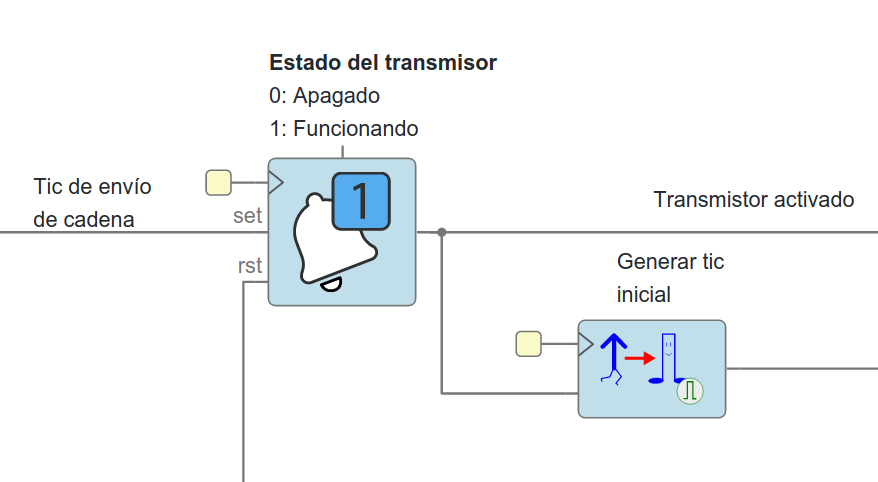 Estado del transmisor
0: Apagado
1: Funcionando
Tic de envío
de cadena
set
rst
1
Transmistor activado
Generar tic
inicial